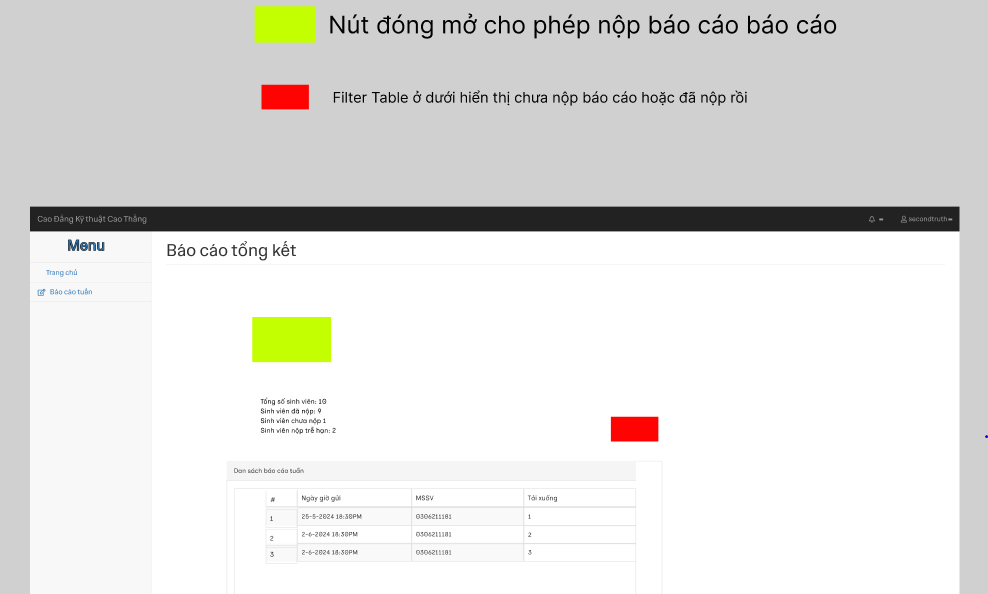 Nút đóng mở cho phép nộp báo cáo báo cáo
Filter Table ở dưới hiển thị chưa nộp báo cáo hoặc đã nộp rồi
Cao Đẳng Kỹ thuật Cao Thắng
secondtruth
Menu
Báo cáo tổng kết
Trang chủ
Báo cáo tuần
Tổng số sinh viên: 10
Sinh viên đã nộp: 9
Sinh viên chưa nộp 1
Sinh viên nộp trễ hạn: 2
Dan sách báo cáo tuần
# Ngày giờ gửi MSSV Tải xuống
1 25-5-2024 18:30PM 0306211181 1
2 2-6-2024 18:30PM 0306211181 2
3 2-6-2024 18:30PM 0306211181 3